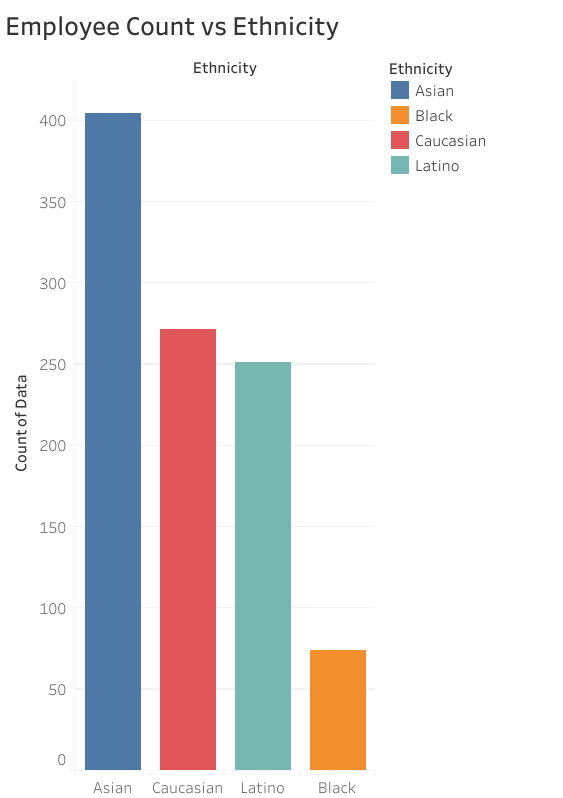 Employee Count vs Ethnicity
Ethnicity
Ethnicity
Asian
Black
Caucasian
Latino
Count of Data
400
350
300
250
200
150
100
50
0
Asian Caucasian Latino Black